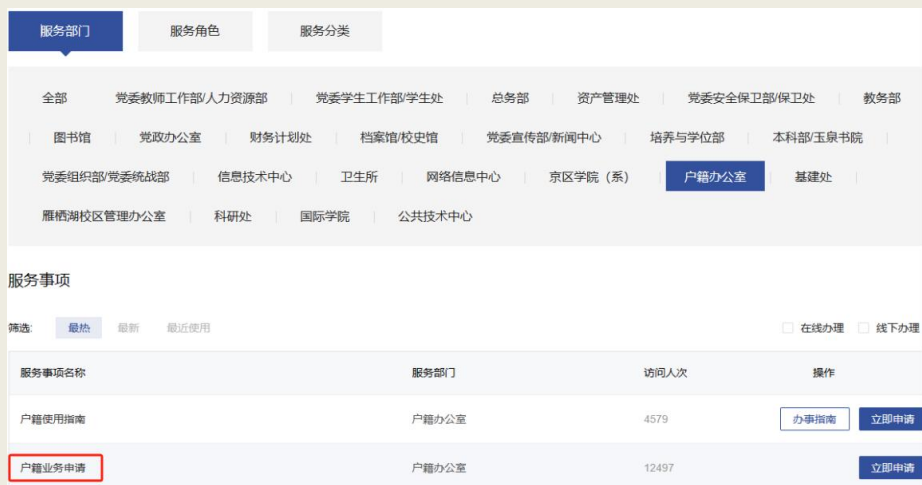 服务部门 服务角色 服务分类
全部 党委教师工作部/人力资源部 党委学生工作部/学生处 总务部 资产管理处 党委安全保卫部/保卫处 教务部
图书馆 党政办公室 财务计划处 档案馆/校史馆 党委宣传部/新闻中心 培养与学位部 本科部/玉泉书院
党委组织部/党委统战部 信息技术中心 卫生所 网络信息中心 京区学院（系） 户籍办公室 基建处
雁栖湖校区管理办公室 科研处 国际学院 公共技术中心
服务事项
筛选: 最热 最新 最近使用 在线办理 线下办理
服务事项名称 服务部门 访问人次 操作
户籍使用指南 户籍办公室 4579 办事指南 立即申请
户籍业务申请 户籍办公室 12497 立即申请